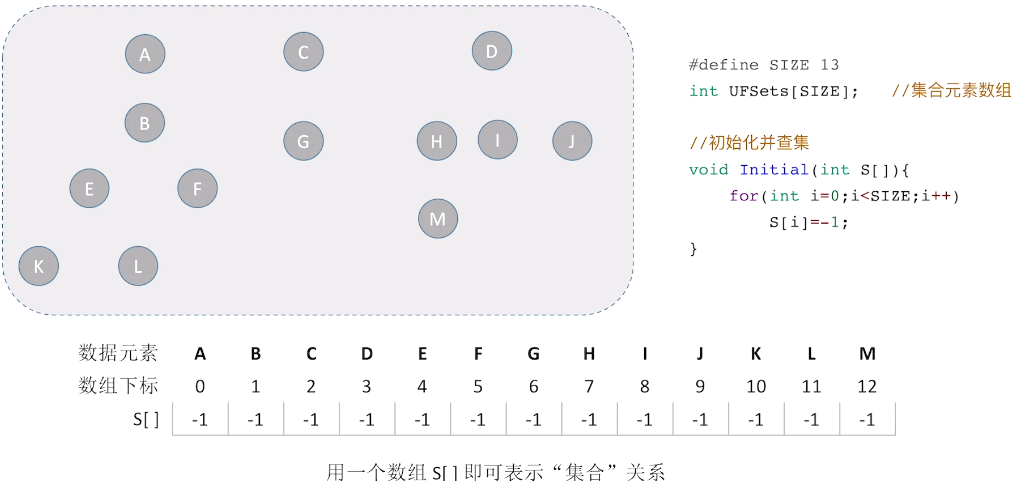 A
C
D
B
G
H
I
J
E
F
M
K
L
#define SIZE 13
int UFSets[SIZE]; //集合元素数组
//初始化并查集
void Initial(int S[]){
for(int i=0;i<SIZE;i++)
S[i]=-1;
}
数据元素 A B C D E F G H I J K L M
数组下标 0 1 2 3 4 5 6 7 8 9 10 11 12
S[ ] -1 -1 -1 -1 -1 -1 -1 -1 -1 -1 -1 -1 -1
用一个数组 S[ ] 即可表示“集合”关系